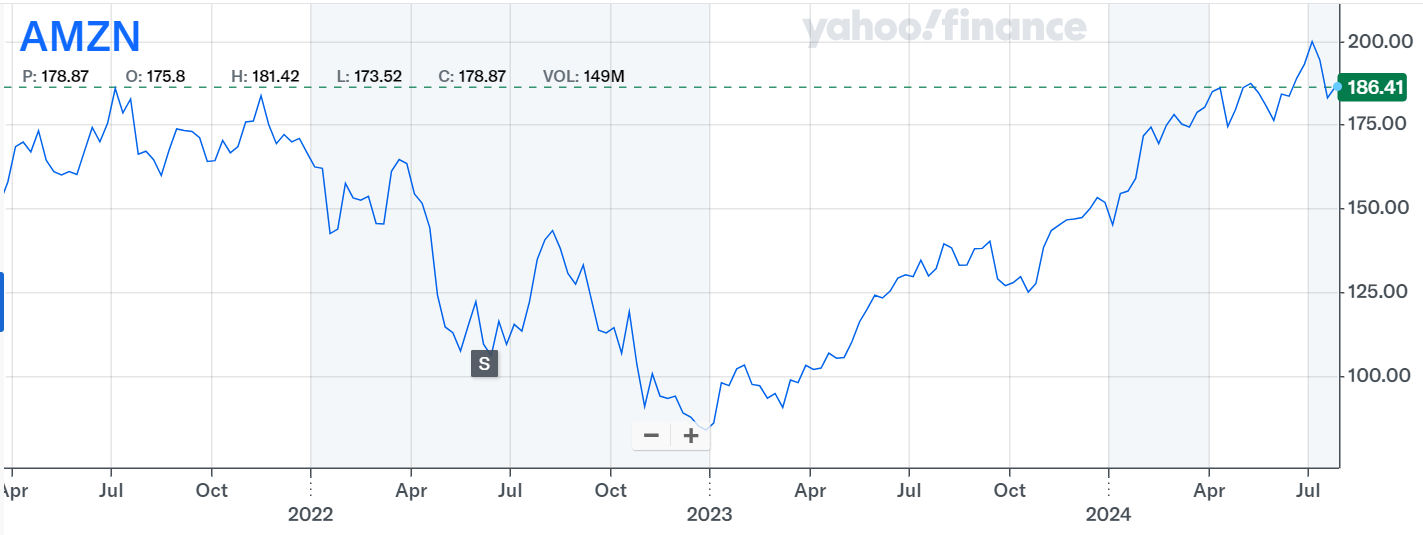 AMZN
yahoo!finance
P: 178.87 O: 175.8 H: 181.42 L: 173.52 C: 178.87 VOL: 149M
200.00
186.41
175.00
150.00
125.00
100.00
S
− +
Apr Jul Oct Apr Jul Oct Apr Jul Oct Apr Jul
2022 2023 2024